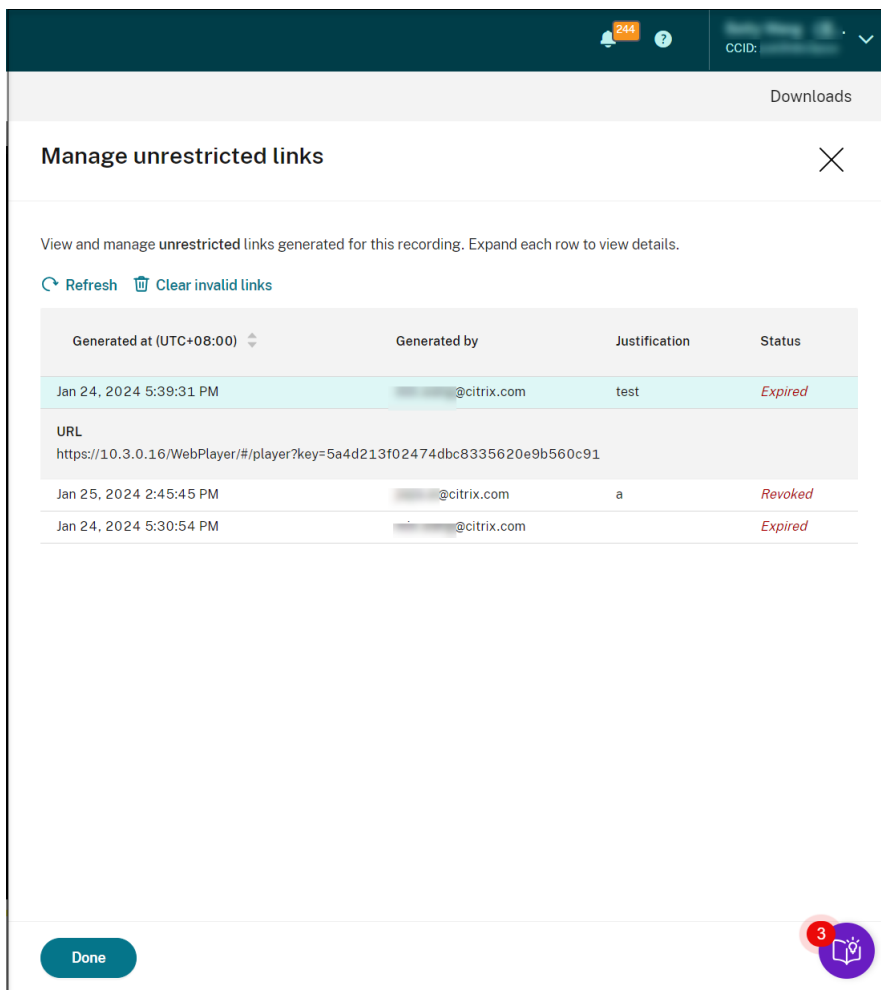 244
?
CCID:
Downloads
Manage unrestricted links
View and manage unrestricted links generated for this recording. Expand each row to view details.
Refresh Clear invalid links
Generated at (UTC+08:00) Generated by Justification Status
Jan 24, 2024 5:39:31 PM @citrix.com test Expired
URL
https://10.3.0.16/WebPlayer/#/player?key=5a4d213f02474dbc8335620e9b560c91
Jan 25, 2024 2:45:45 PM @citrix.com a Revoked
Jan 24, 2024 5:30:54 PM @citrix.com Expired
Done
3